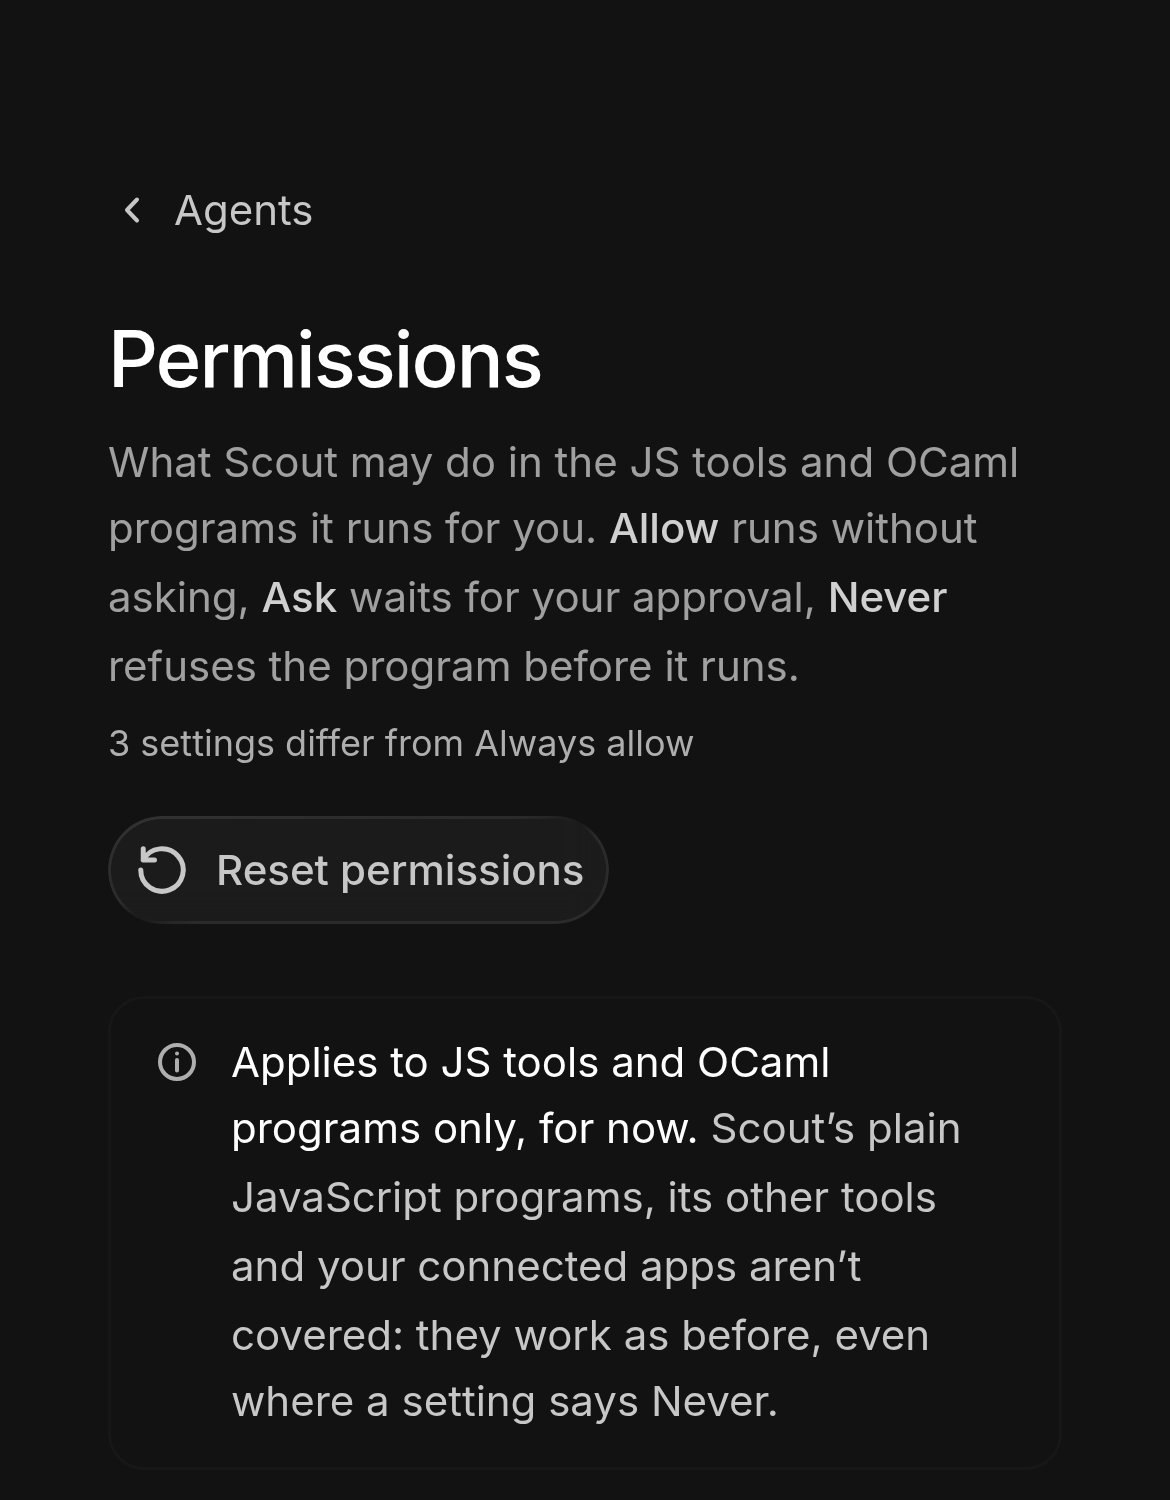 Agents
Permissions
What Scout may do in the JS tools and OCaml
programs it runs for you. Allow runs without
asking, Ask waits for your approval, Never
refuses the program before it runs.
3 settings differ from Always allow
Reset permissions
Applies to JS tools and OCaml
programs only, for now. Scout’s plain
JavaScript programs, its other tools
and your connected apps aren’t
covered: they work as before, even
where a setting says Never.